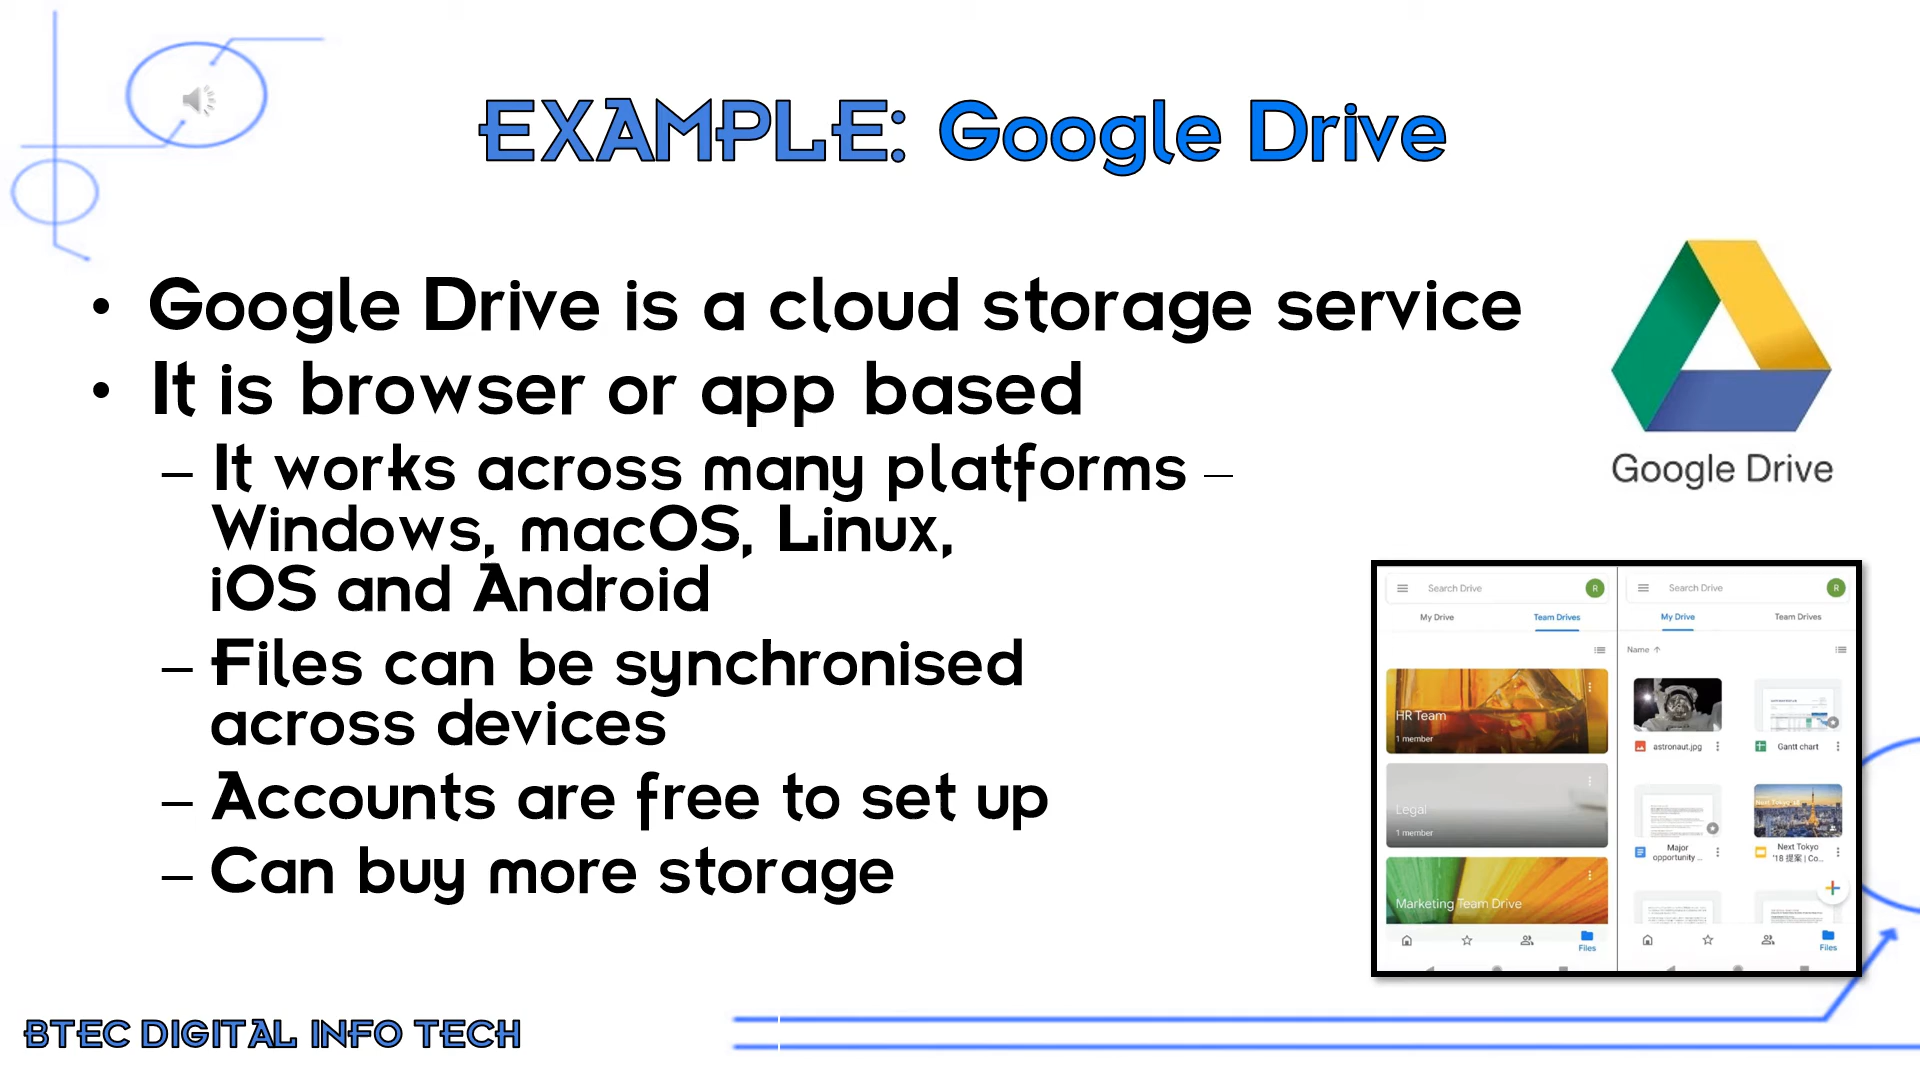 EXAMPLE: Google Drive
• Google Drive is a cloud storage service
• It is browser or app based
– It works across many platforms –
Windows, macOS, Linux,
iOS and Android
– Files can be synchronised
across devices
– Accounts are free to set up
– Can buy more storage
Google Drive
Search Drive
R
My Drive
Team Drives
HR Team
1 member
Legal
1 member
Marketing Team Drive
Files
Search Drive
R
My Drive
Team Drives
Name
astronaut.jpg
Gantt chart
Major
opportunity ...
Next Tokyo
'18 提案 | Co...
Files
BTEC DIGITAL INFO TECH